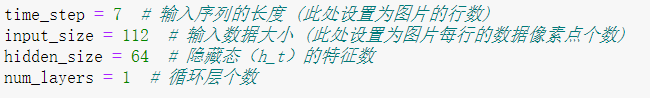 time_step = 7  # 输入序列的长度 (此处设置为图片的行数)
input_size = 112  # 输入数据大小 (此处设置为图片每行的数据像素点个数)
hidden_size = 64  # 隐藏态（h_t）的特征数
num_layers = 1  # 循环层个数